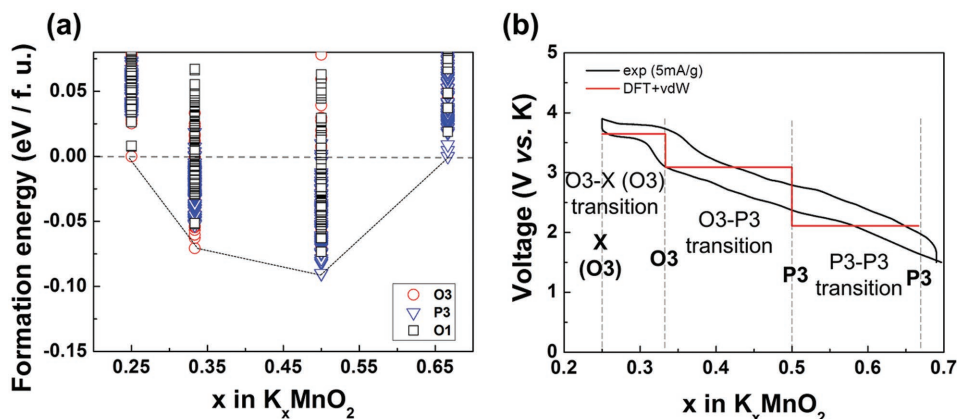 (a)
Formation energy (eV / f. u.)
0.05
0.00
-0.05
-0.10
-0.15
0.25
0.35
0.45
0.55
0.65
x in KₓMnO₂
O3
P3
O1
(b)
Voltage (V vs. K)
5
4
3
2
1
0
exp (5mA/g)
DFT+vdW
O3-X (O3)
transition
X
(O3)
O3
O3-P3
transition
P3
P3-P3
transition
P3
0.2
0.3
0.4
0.5
0.6
0.7
x in KₓMnO₂